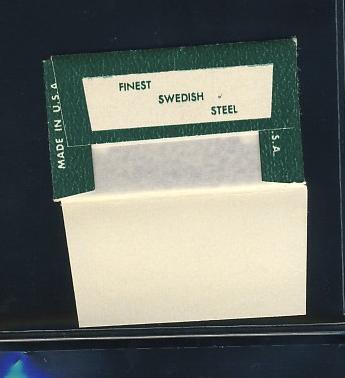 FINEST
SWEDISH
STEEL
MADE IN U.S.A
S.A.